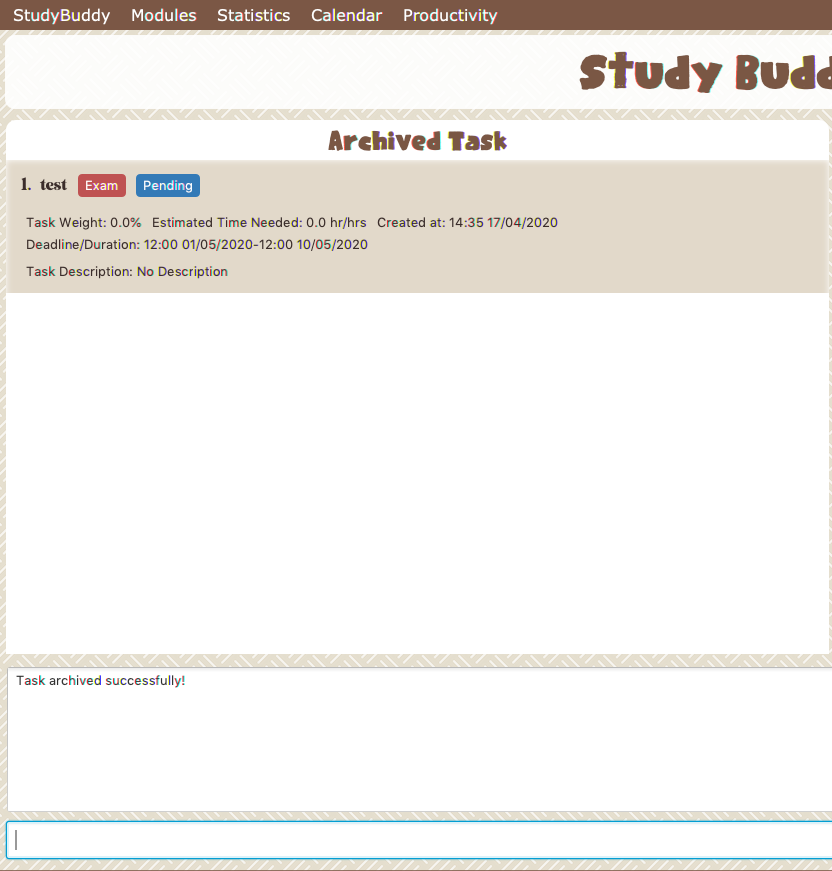 StudyBuddy Modules Statistics Calendar Productivity
Study
Archived Task
1. test Exam Pending
Task Weight: 0.0% Estimated Time Needed: 0.0 hr/hrs Created at: 14:35 17/04/2020
Deadline/Duration: 12:00 01/05/2020-12:00 10/05/2020
Task Description: No Description
Task archived successfully!